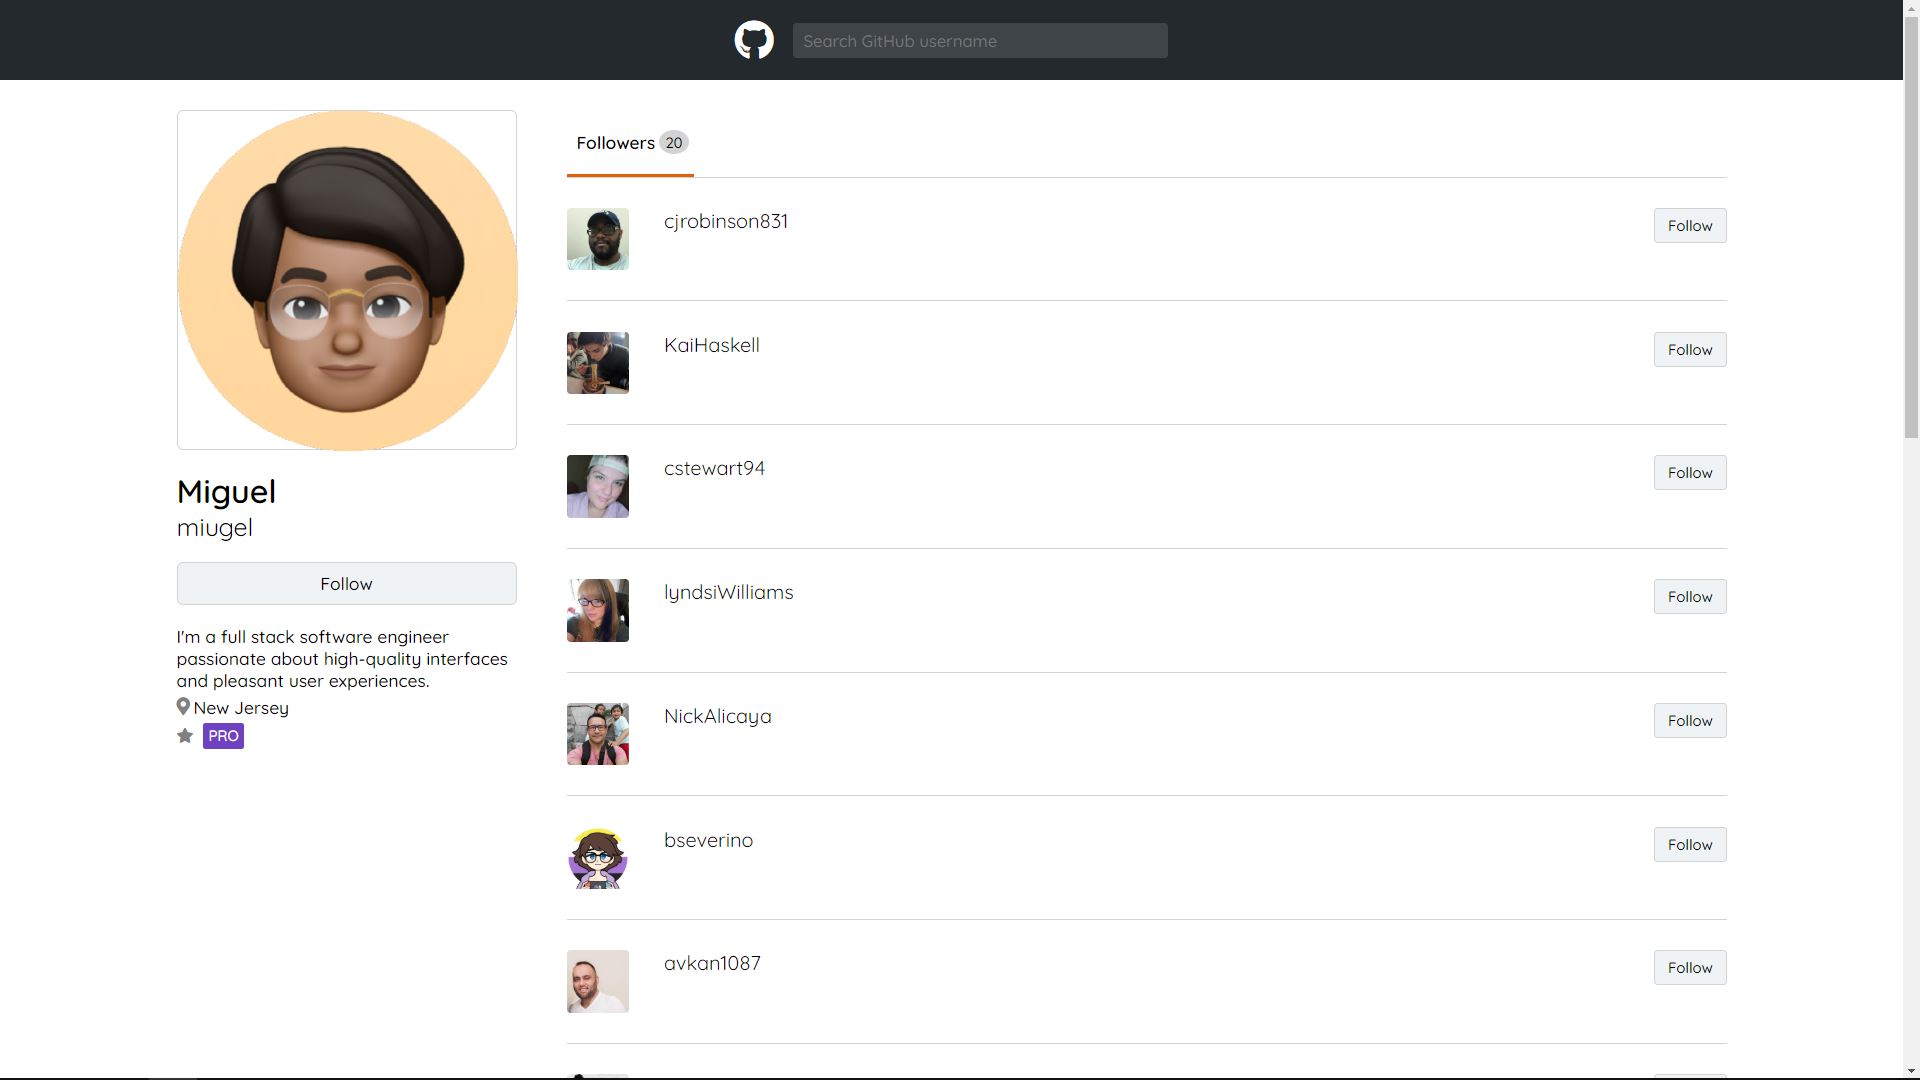 Search GitHub username
Followers 20
cjrobinson831
Follow
KaiHaskell
Follow
cstewart94
Follow
Miguel
miugel
Follow
lyndsiWilliams
Follow
I'm a full stack software engineer
passionate about high-quality interfaces
and pleasant user experiences.
New Jersey
PRO
NickAlicaya
Follow
bseverino
Follow
avkan1087
Follow